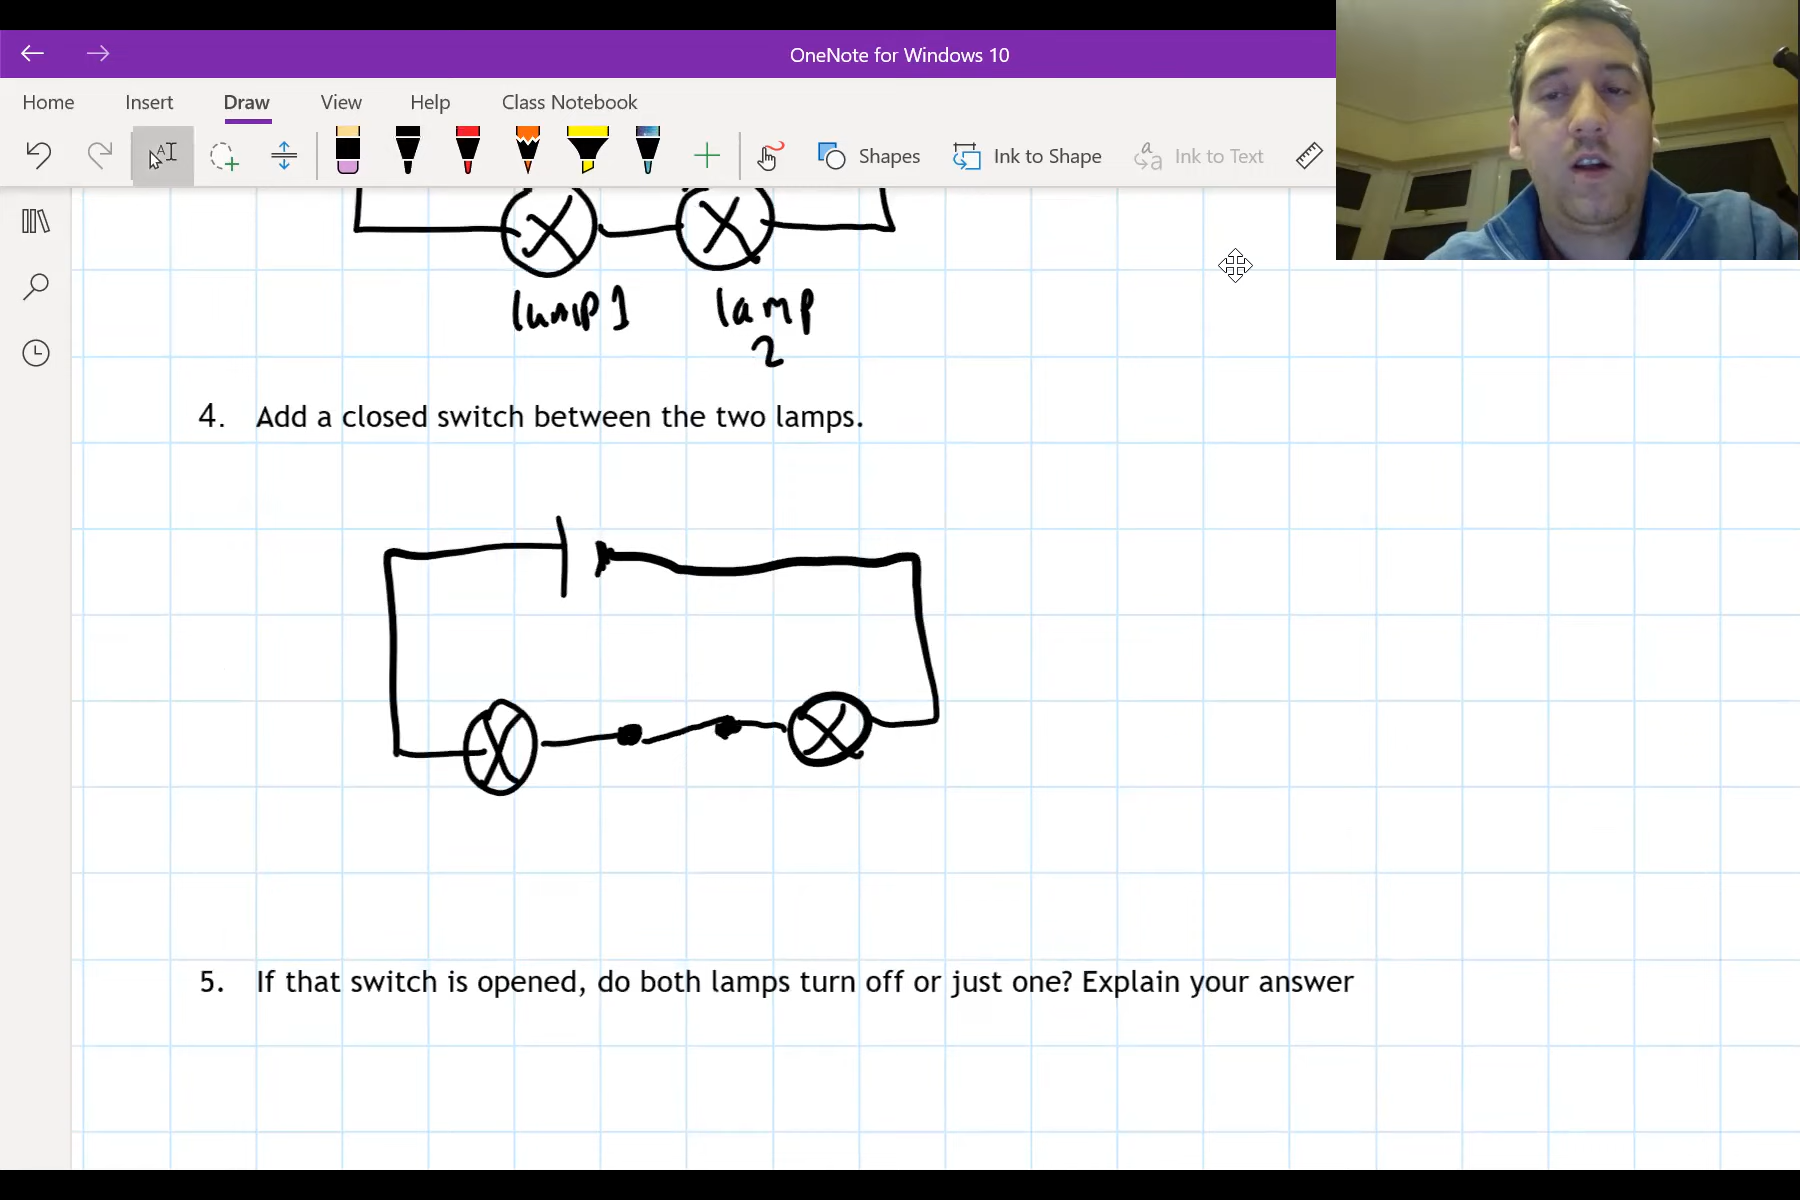 OneNote for Windows 10
Home Insert Draw View Help Class Notebook
Shapes Ink to Shape Ink to Text
lamp 1 lamp
2
4. Add a closed switch between the two lamps.
5. If that switch is opened, do both lamps turn off or just one? Explain your answer